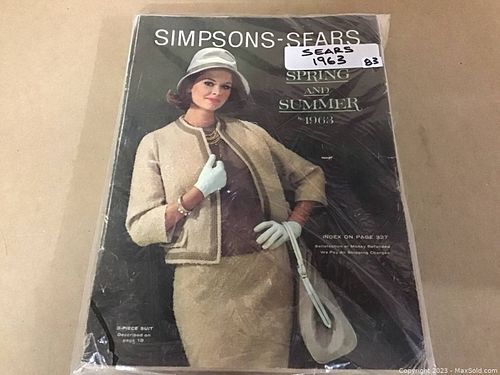 SIMPSONS-SEARS
SEARS
1963 83
SPRING
AND
SUMMER
1963
INDEX ON PAGE 327
Satisfaction or Money Refunded
We Pay All Shipping Charges
3-PIECE SUIT
Described on
page 19
Copyright 2023 - MaxSold.com